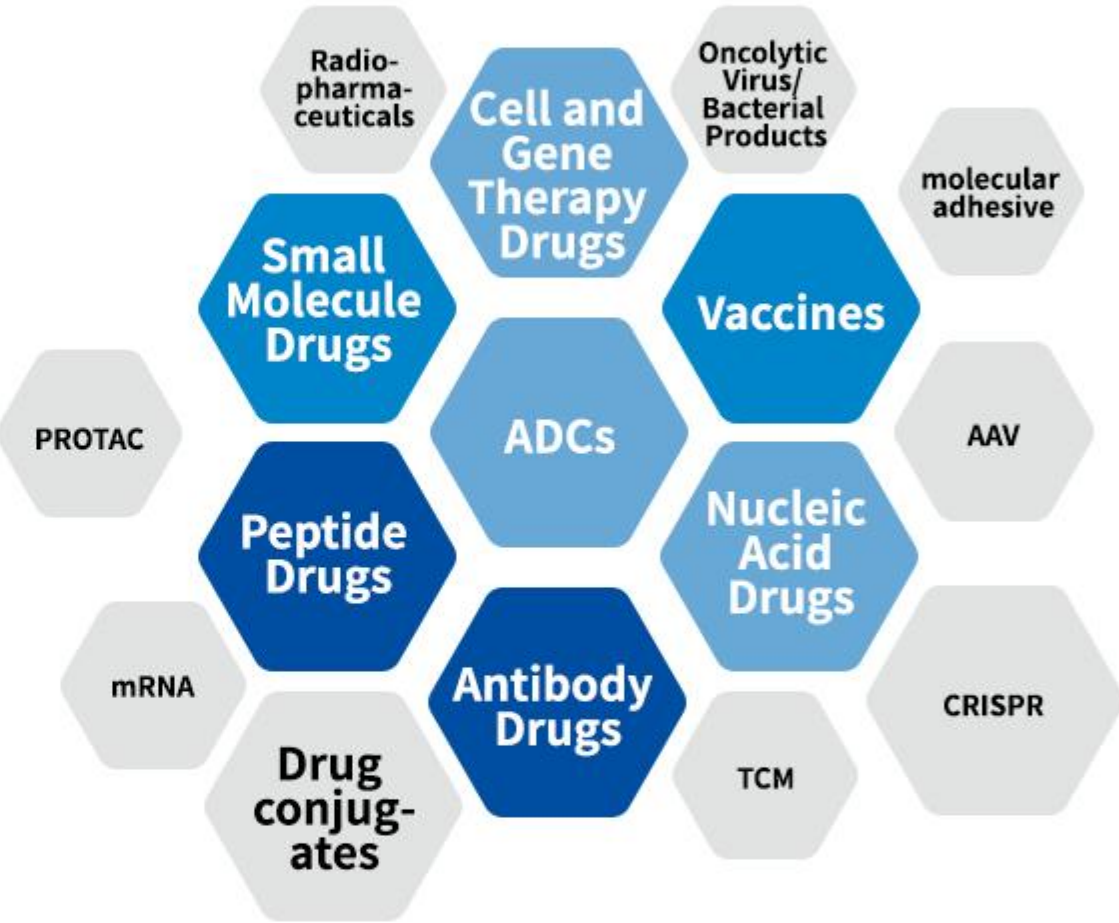 Radio-
pharma-
ceuticals
Cell and
Gene
Therapy
Drugs
Oncolytic
Virus/
Bacterial
Products
molecular
adhesive
Small
Molecule
Drugs
Vaccines
PROTAC
ADCs
AAV
Peptide
Drugs
Nucleic
Acid
Drugs
mRNA
Antibody
Drugs
CRISPR
Drug
conjug-
ates
TCM